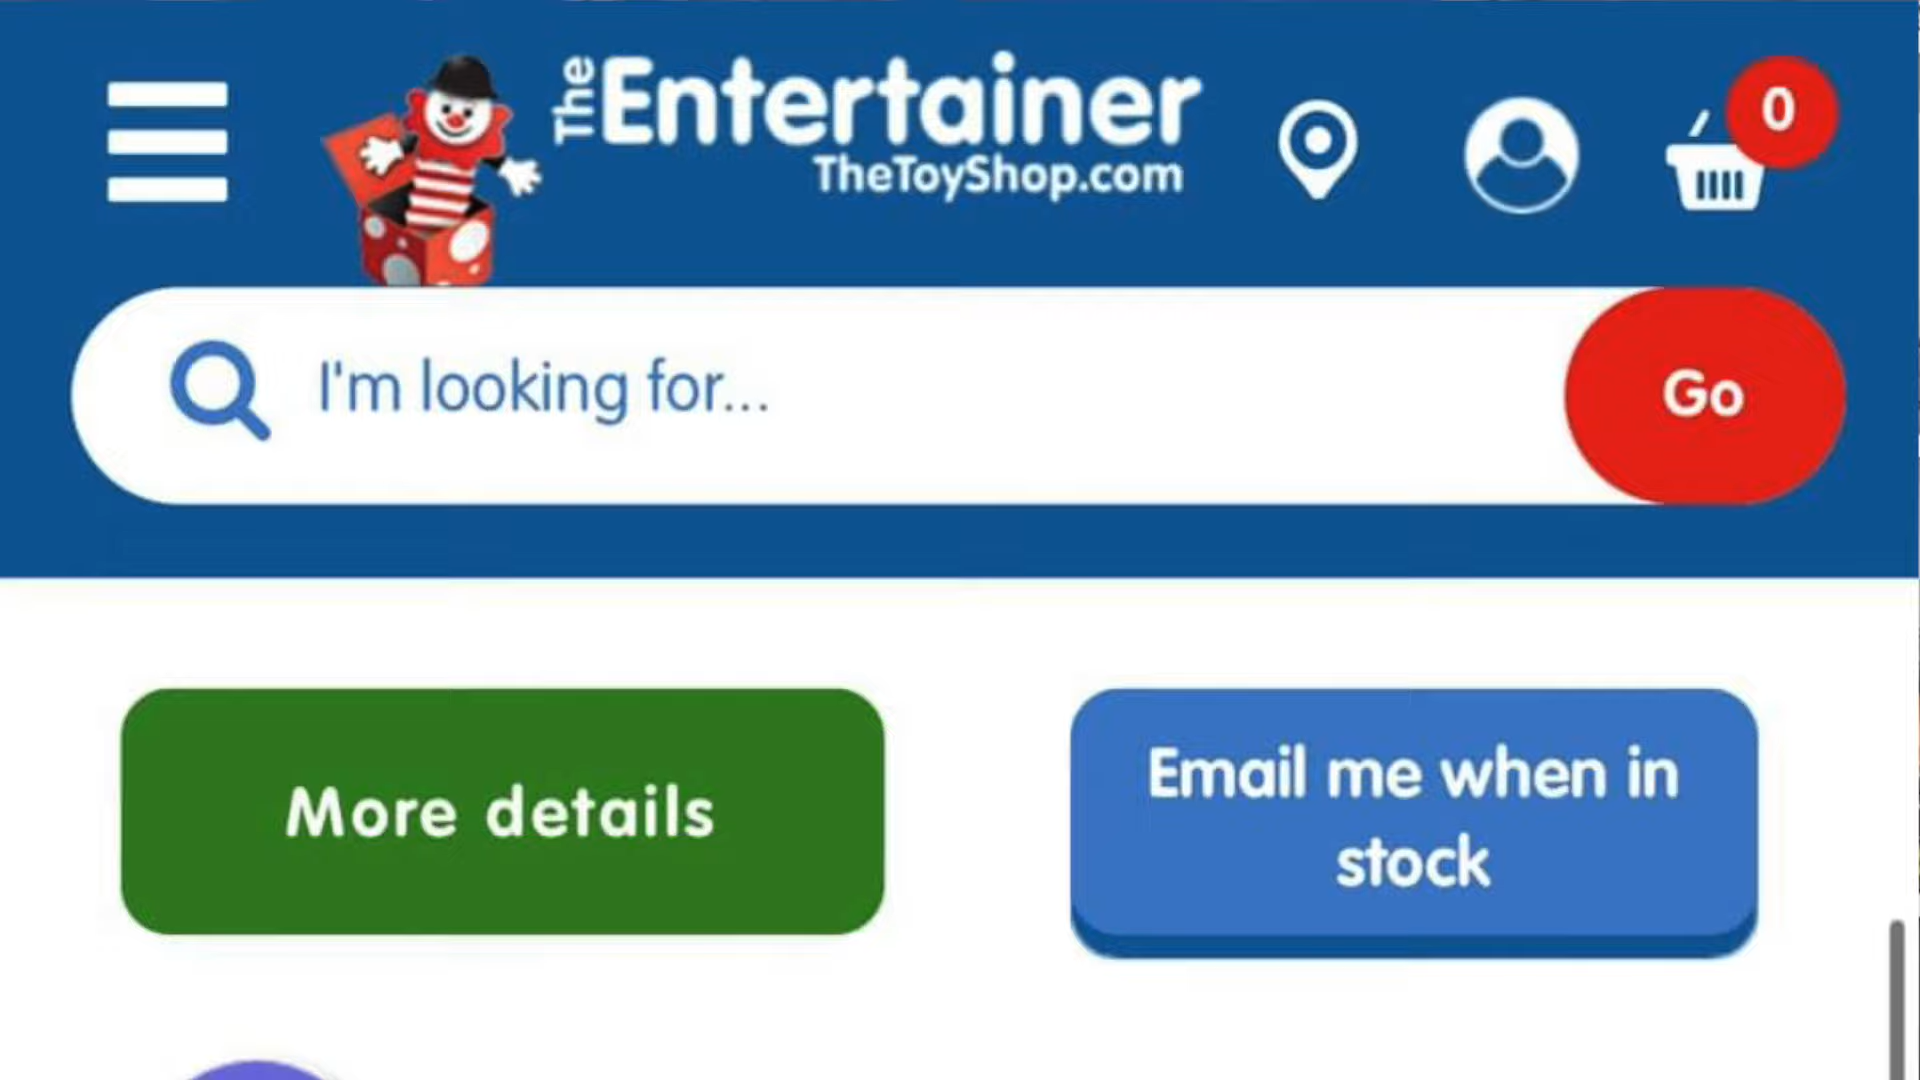 The Entertainer
TheToyShop.com
0
I'm looking for...
Go
More details
Email me when in
stock